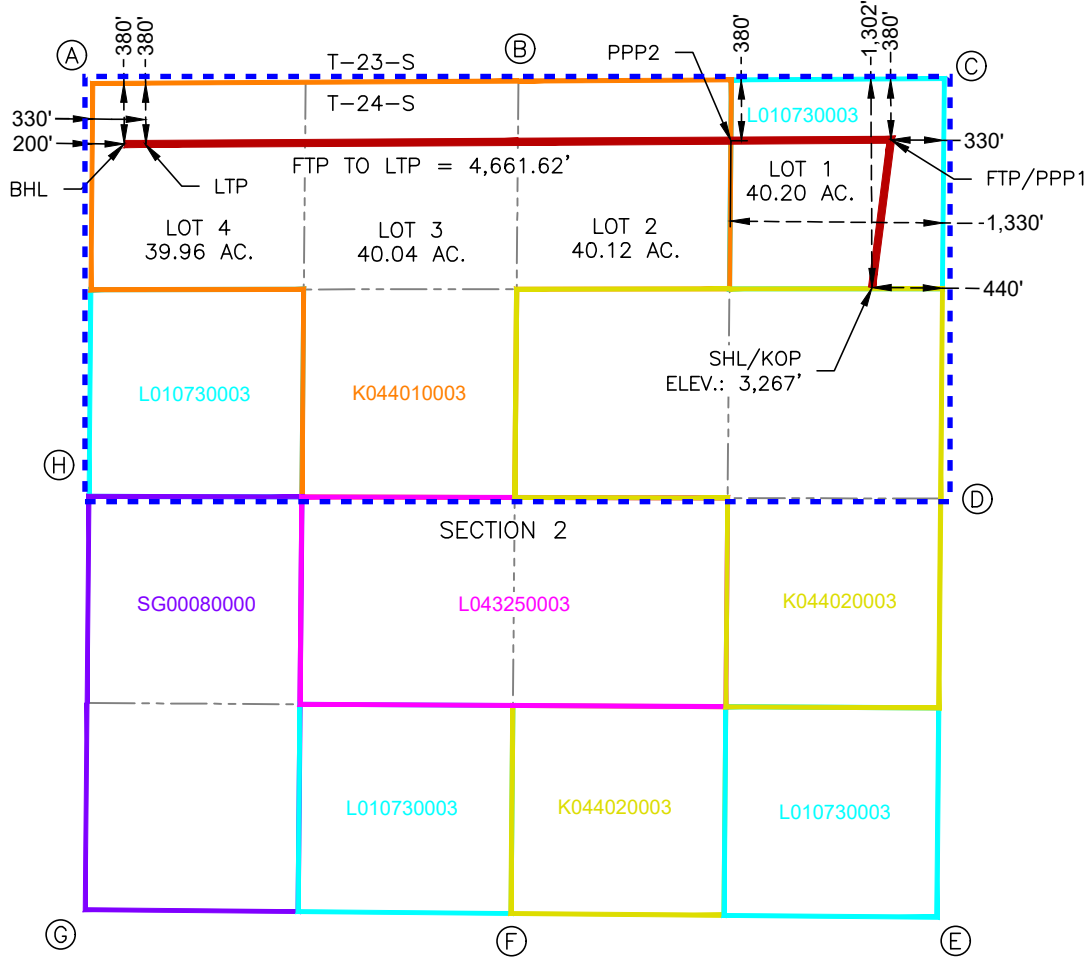 380'
380'
380'
1,302'
380'
A
B
C
T-23-S
PPP2
T-24-S
L010730003
330'
200'
330'
BHL
LTP
FTP TO LTP = 4,661.62'
LOT 1
40.20 AC.
FTP/PPP1
LOT 4
39.96 AC.
LOT 3
40.04 AC.
LOT 2
40.12 AC.
1,330'
440'
SHL/KOP
ELEV.: 3,267'
L010730003
K044010003
H
D
SECTION 2
SG00080000
L043250003
K044020003
L010730003
K044020003
L010730003
G
F
E